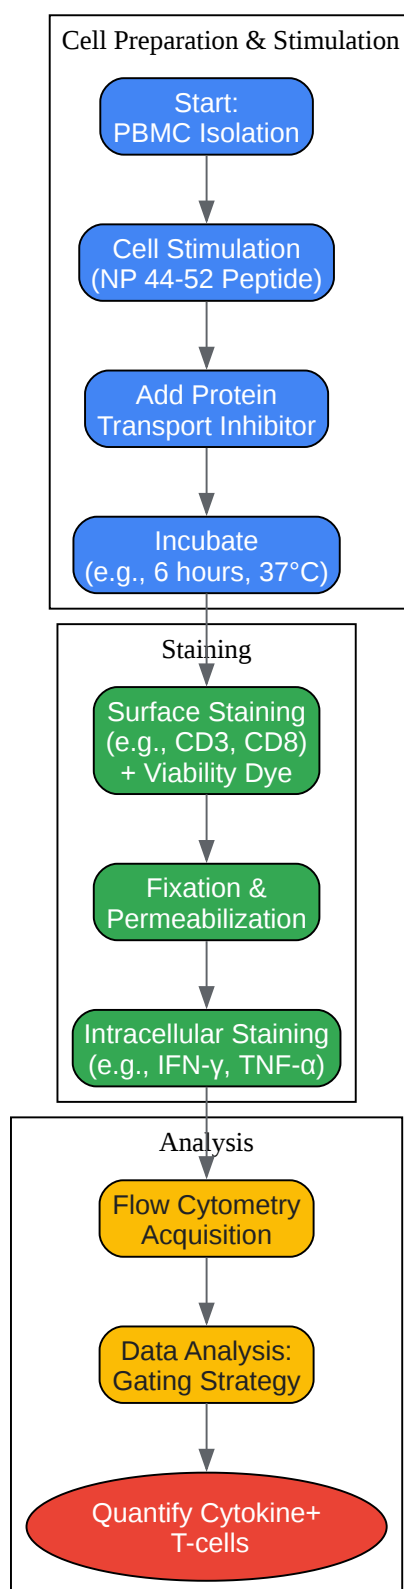 Cell Preparation & Stimulation
Start:
PBMC Isolation
Cell Stimulation
(NP 44-52 Peptide)
Add Protein
Transport Inhibitor
Incubate
(e.g., 6 hours, 37°C)
Staining
Surface Staining
(e.g., CD3, CD8)
+ Viability Dye
Fixation &
Permeabilization
Intracellular Staining
(e.g., IFN-γ, TNF-α)
Analysis
Flow Cytometry
Acquisition
Data Analysis:
Gating Strategy
Quantify Cytokine+
T-cells